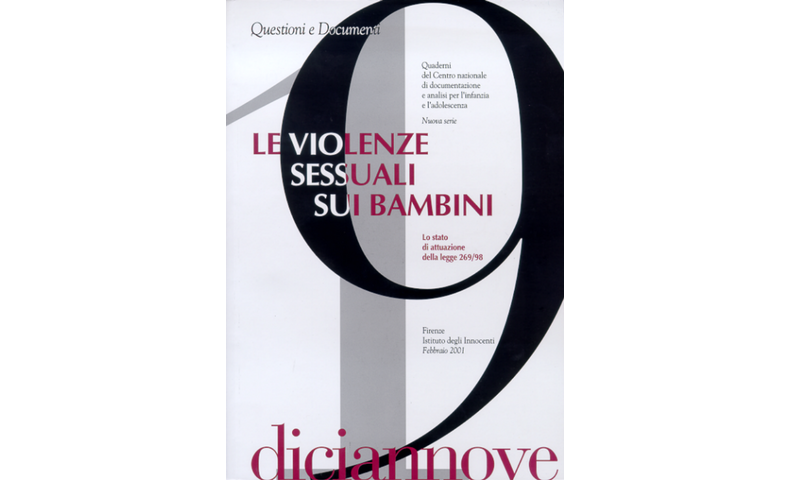 Questioni e Documenti
19
Quaderni
del Centro nazionale
di documentazione
e analisi per l'infanzia
e l'adolescenza
Nuova serie
LE VIOLENZE
SESSUALI
SUI BAMBINI
Lo stato
di attuazione
della legge 269/98
Firenze
Istituto degli Innocenti
Febbraio 2001
diciannove